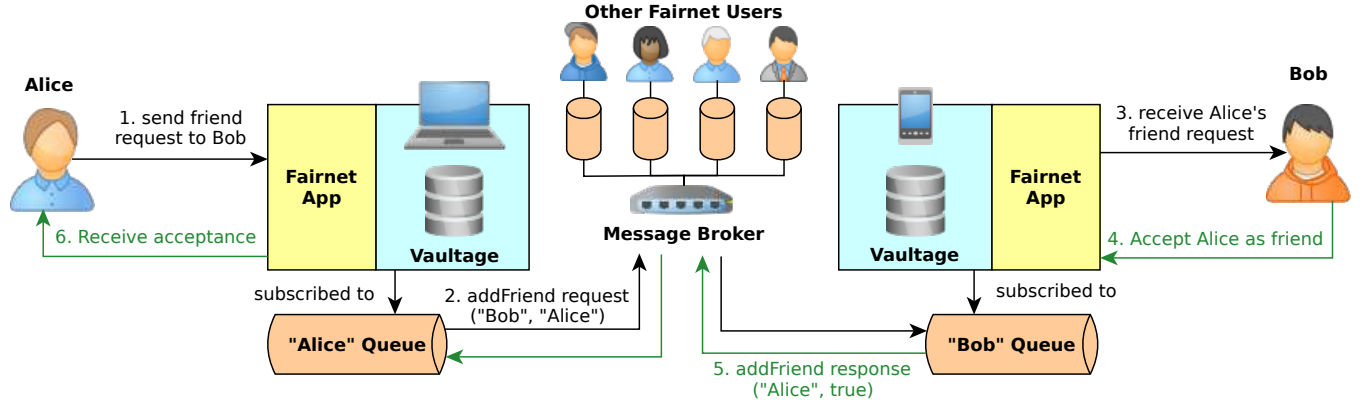 Other Fairnet Users
Alice
Bob
1. send friend
request to Bob
3. receive Alice's
friend request
Fairnet
App
Vaultage
Message Broker
Vaultage
Fairnet
App
6. Receive acceptance
4. Accept Alice as friend
subscribed to
2. addFriend request
("Bob", "Alice")
subscribed to
"Alice" Queue
"Bob" Queue
5. addFriend response
("Alice", true)